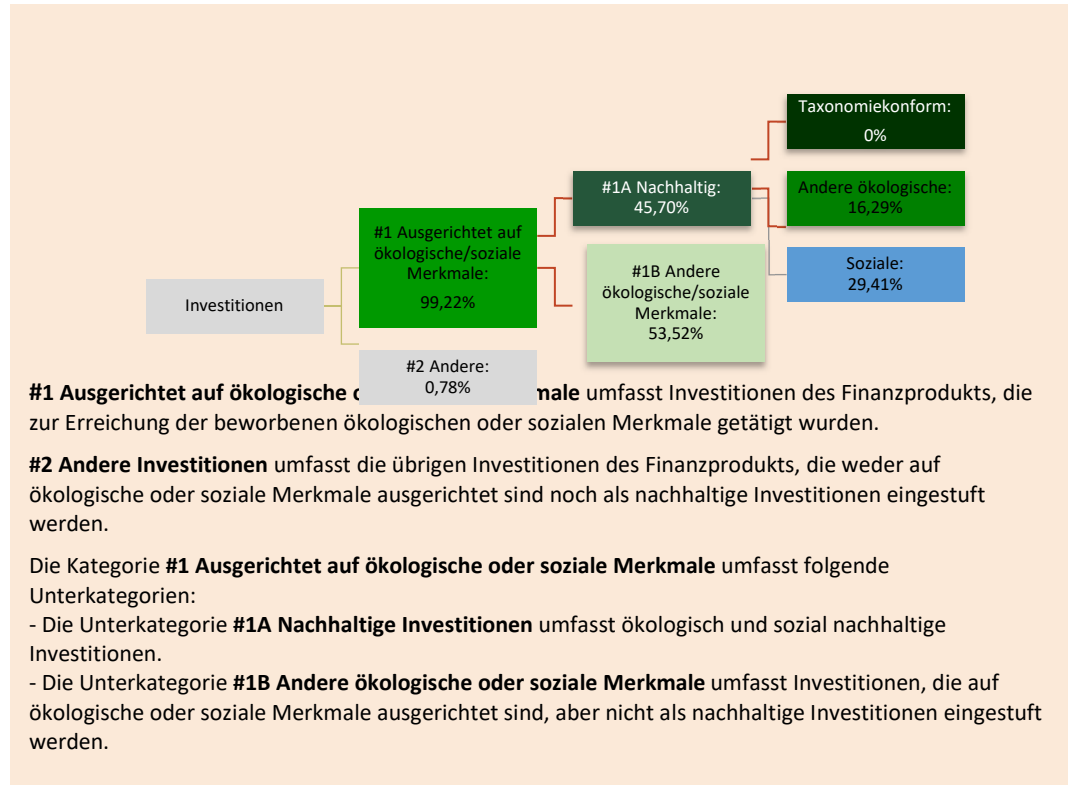 Taxonomiekonform:
0%
#1A Nachhaltig:
45,70%
Andere ökologische:
16,29%
#1 Ausgerichtet auf
ökologische/soziale
Merkmale:
99,22%
#1B Andere
ökologische/soziale
Merkmale:
53,52%
Soziale:
29,41%
Investitionen
#2 Andere:
0,78%
#1 Ausgerichtet auf ökologische male umfasst Investitionen des Finanzprodukts, die
zur Erreichung der beworbenen ökologischen oder sozialen Merkmale getätigt wurden.
#2 Andere Investitionen umfasst die übrigen Investitionen des Finanzprodukts, die weder auf
ökologische oder soziale Merkmale ausgerichtet sind noch als nachhaltige Investitionen eingestuft
werden.
Die Kategorie #1 Ausgerichtet auf ökologische oder soziale Merkmale umfasst folgende
Unterkategorien:
- Die Unterkategorie #1A Nachhaltige Investitionen umfasst ökologisch und sozial nachhaltige
Investitionen.
- Die Unterkategorie #1B Andere ökologische oder soziale Merkmale umfasst Investitionen, die auf
ökologische oder soziale Merkmale ausgerichtet sind, aber nicht als nachhaltige Investitionen eingestuft
werden.